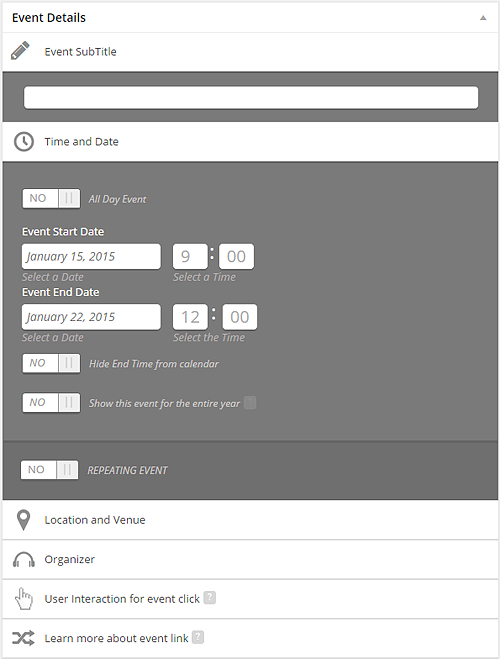 Event Details
Event SubTitle
Time and Date
NO All Day Event
Event Start Date
January 15, 2015 9 : 00
Select a Date Select a Time
Event End Date
January 22, 2015 12 : 00
Select a Date Select the Time
NO Hide End Time from calendar
NO Show this event for the entire year
NO REPEATING EVENT
Location and Venue
Organizer
User Interaction for event click ?
Learn more about event link ?